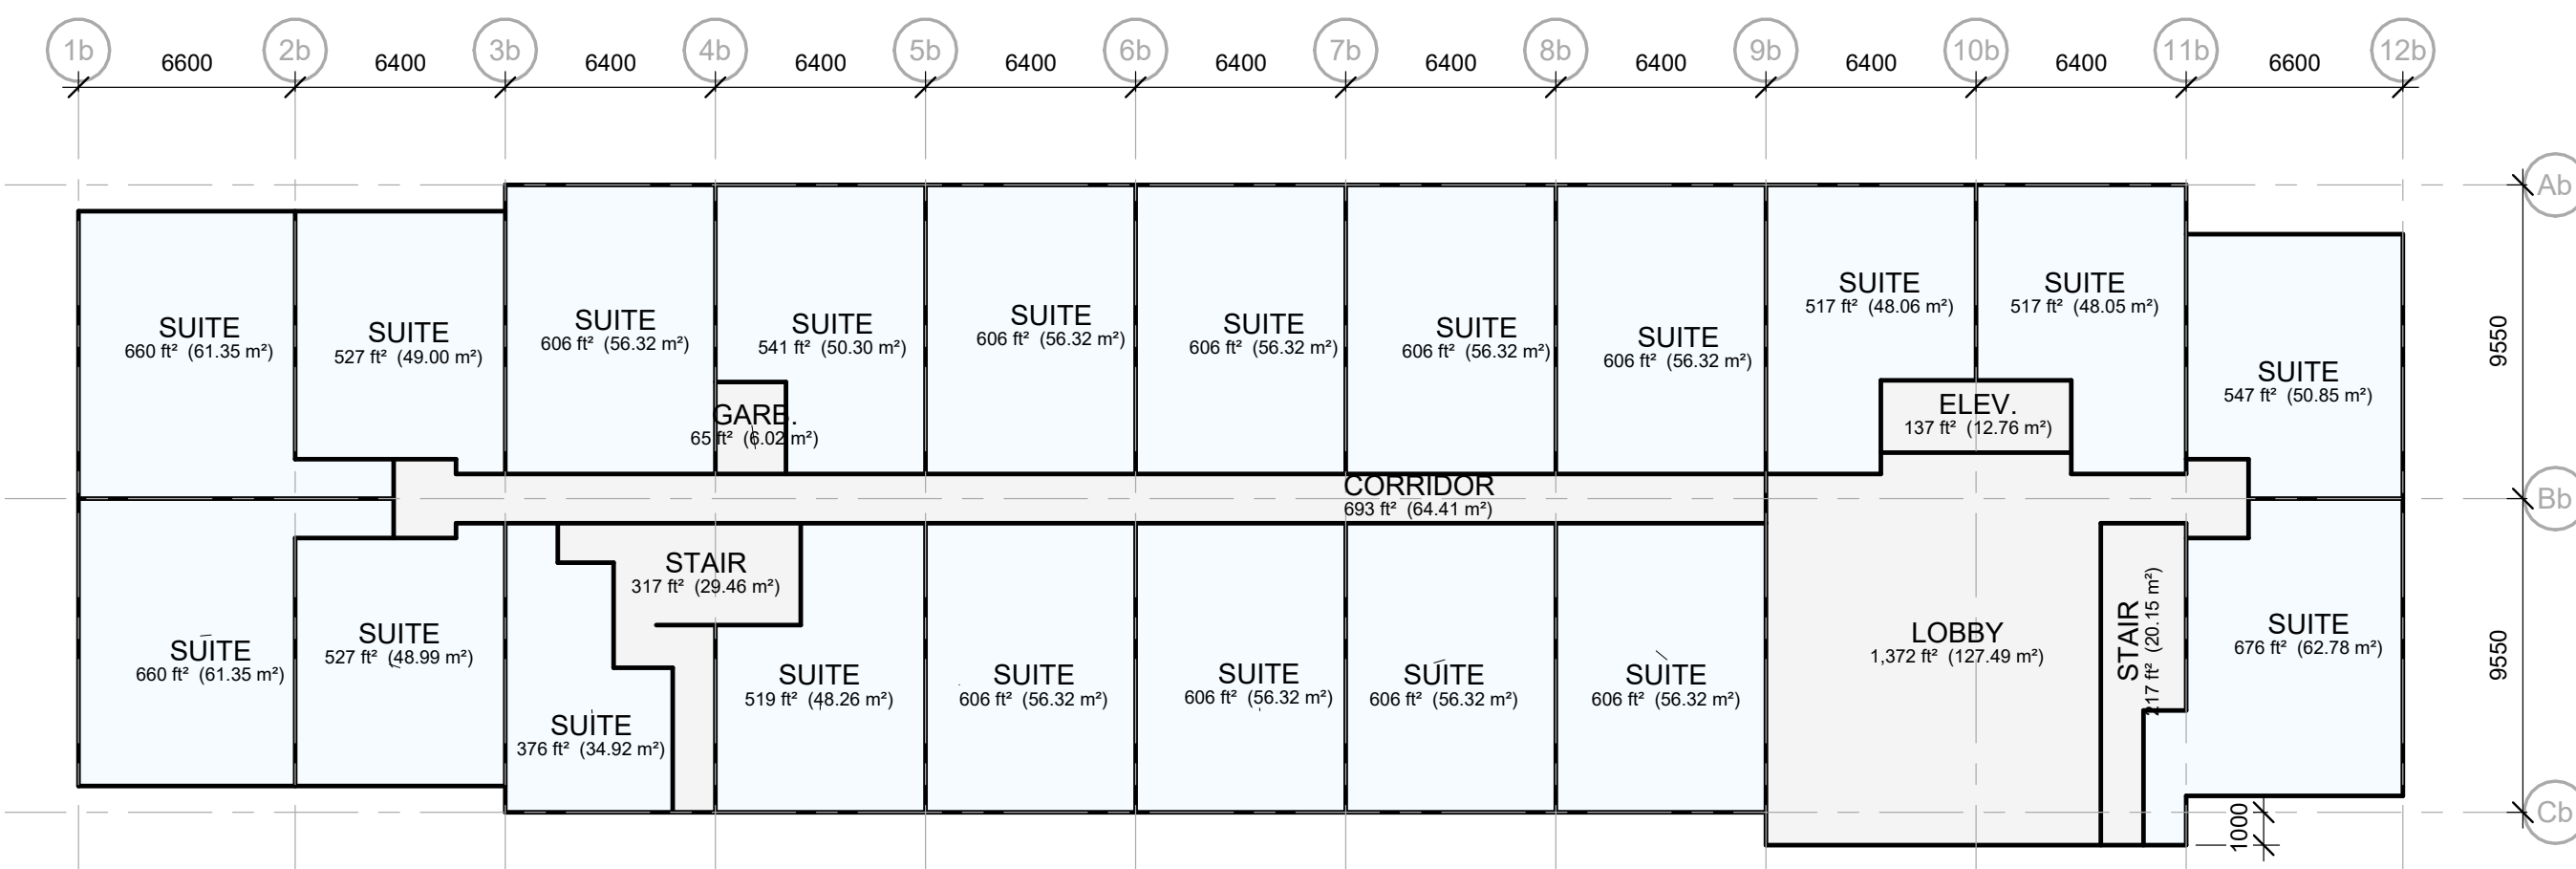 1b 2b 3b 4b 5b 6b 7b 8b 9b 10b 11b 12b
6600 6400 6400 6400 6400 6400 6400 6400 6400 6400 6600
Ab
SUITE
660 ft² (61.35 m²)
SUITE
527 ft² (49.00 m²)
SUITE
606 ft² (56.32 m²)
SUITE
541 ft² (50.30 m²)
SUITE
606 ft² (56.32 m²)
SUITE
606 ft² (56.32 m²)
SUITE
606 ft² (56.32 m²)
SUITE
606 ft² (56.32 m²)
SUITE
517 ft² (48.06 m²)
SUITE
517 ft² (48.05 m²)
SUITE
547 ft² (50.85 m²)
9550
GARB.
65 ft² (6.02 m²)
ELEV.
137 ft² (12.76 m²)
CORRIDOR
693 ft² (64.41 m²)
Bb
STAIR
317 ft² (29.46 m²)
SUITE
660 ft² (61.35 m²)
SUITE
527 ft² (48.99 m²)
SUITE
376 ft² (34.92 m²)
SUITE
519 ft² (48.26 m²)
SUITE
606 ft² (56.32 m²)
SUITE
606 ft² (56.32 m²)
SUITE
606 ft² (56.32 m²)
SUITE
606 ft² (56.32 m²)
LOBBY
1,372 ft² (127.49 m²)
STAIR
217 ft² (20.15 m²)
SUITE
676 ft² (62.78 m²)
9550
1000
Cb